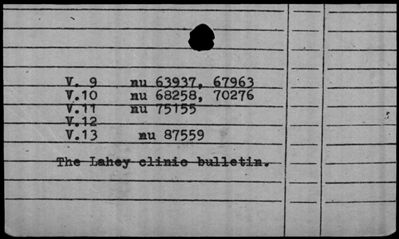 V. 9 nu 63937, 67963
V.10 nu 68258, 70276
V.11 nu 75155
V.12
V.13 nu 87559
The Lahey clinic bulletin.